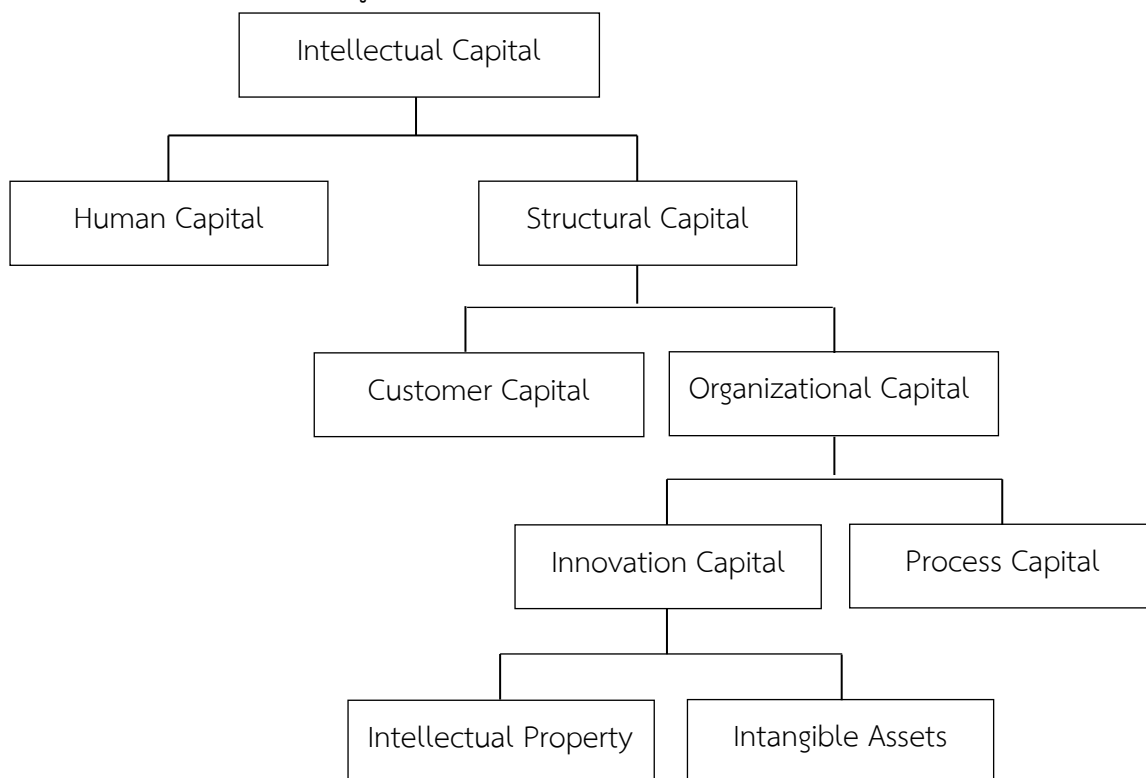 Intellectual Capital
Human Capital
Structural Capital
Customer Capital
Organizational Capital
Innovation Capital
Process Capital
Intellectual Property
Intangible Assets